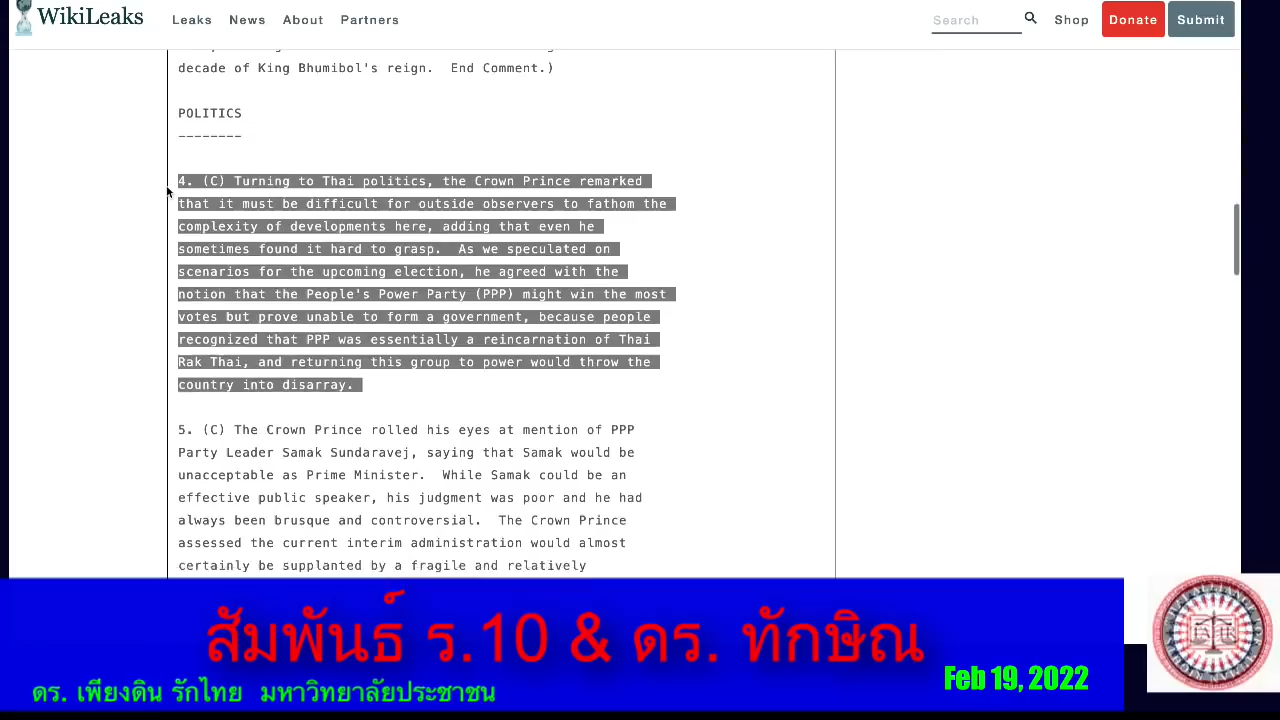 WikiLeaks
Leaks News About Partners
Search
Shop
Donate
Submit
decade of King Bhumibol's reign.  End Comment.)
POLITICS
--------
4. (C) Turning to Thai politics, the Crown Prince remarked
that it must be difficult for outside observers to fathom the
complexity of developments here, adding that even he
sometimes found it hard to grasp.  As we speculated on
scenarios for the upcoming election, he agreed with the
notion that the People's Power Party (PPP) might win the most
votes but prove unable to form a government, because people
recognized that PPP was essentially a reincarnation of Thai
Rak Thai, and returning this group to power would throw the
country into disarray.
5. (C) The Crown Prince rolled his eyes at mention of PPP
Party Leader Samak Sundaravej, saying that Samak would be
unacceptable as Prime Minister.  While Samak could be an
effective public speaker, his judgment was poor and he had
always been brusque and controversial.  The Crown Prince
assessed the current interim administration would almost
certainly be supplanted by a fragile and relatively
สัมพันธ์ ร.10 & ดร. ทักษิณ
Feb 19, 2022
ดร. เพียงดิน รักไทย มหาวิทยาลัยประชาชน